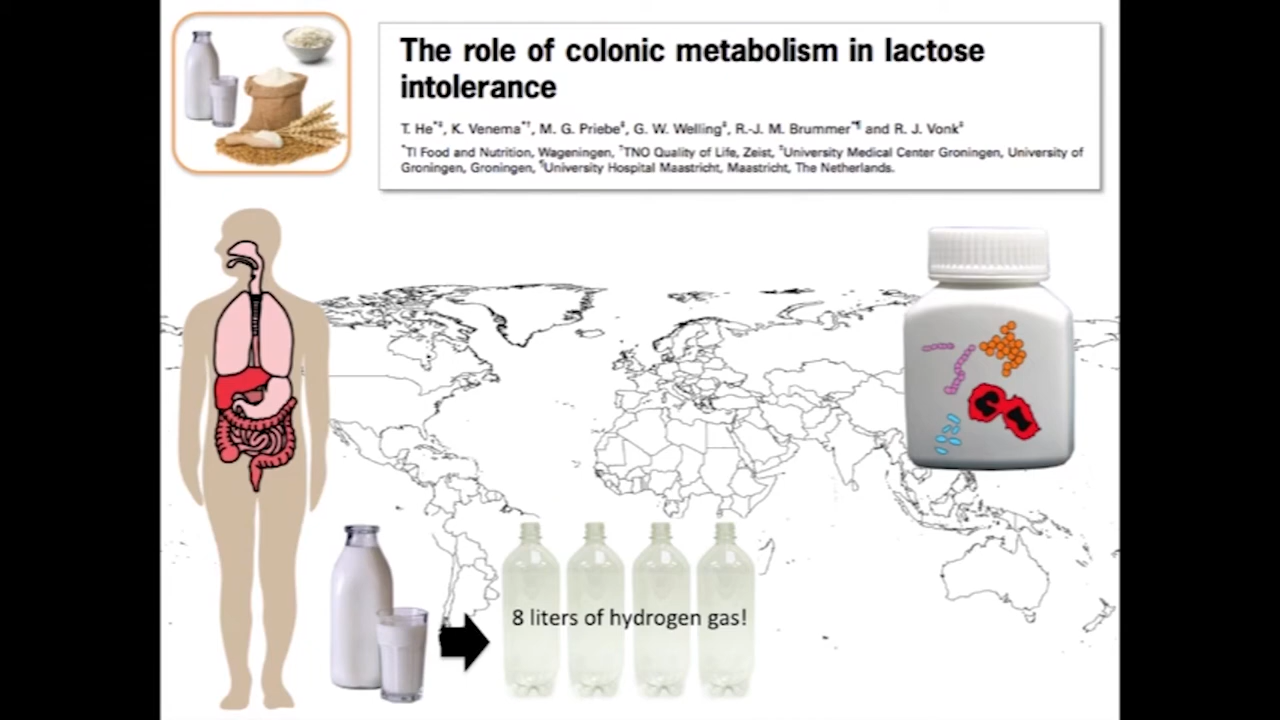 The role of colonic metabolism in lactose
intolerance
T. He*‡, K. Venema*†, M. G. Priebe‡, G. W. Welling‡, R.-J. M. Brummer*¶ and R. J. Vonk‡
*TI Food and Nutrition, Wageningen, †TNO Quality of Life, Zeist, ‡University Medical Center Groningen, University of
Groningen, Groningen, ¶University Hospital Maastricht, Maastricht, The Netherlands.
8 liters of hydrogen gas!